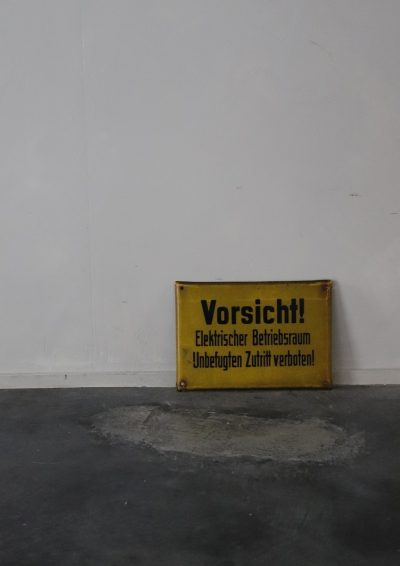 Vorsicht!
Elektrischer Betriebsraum
Unbefugten Zutritt verboten!